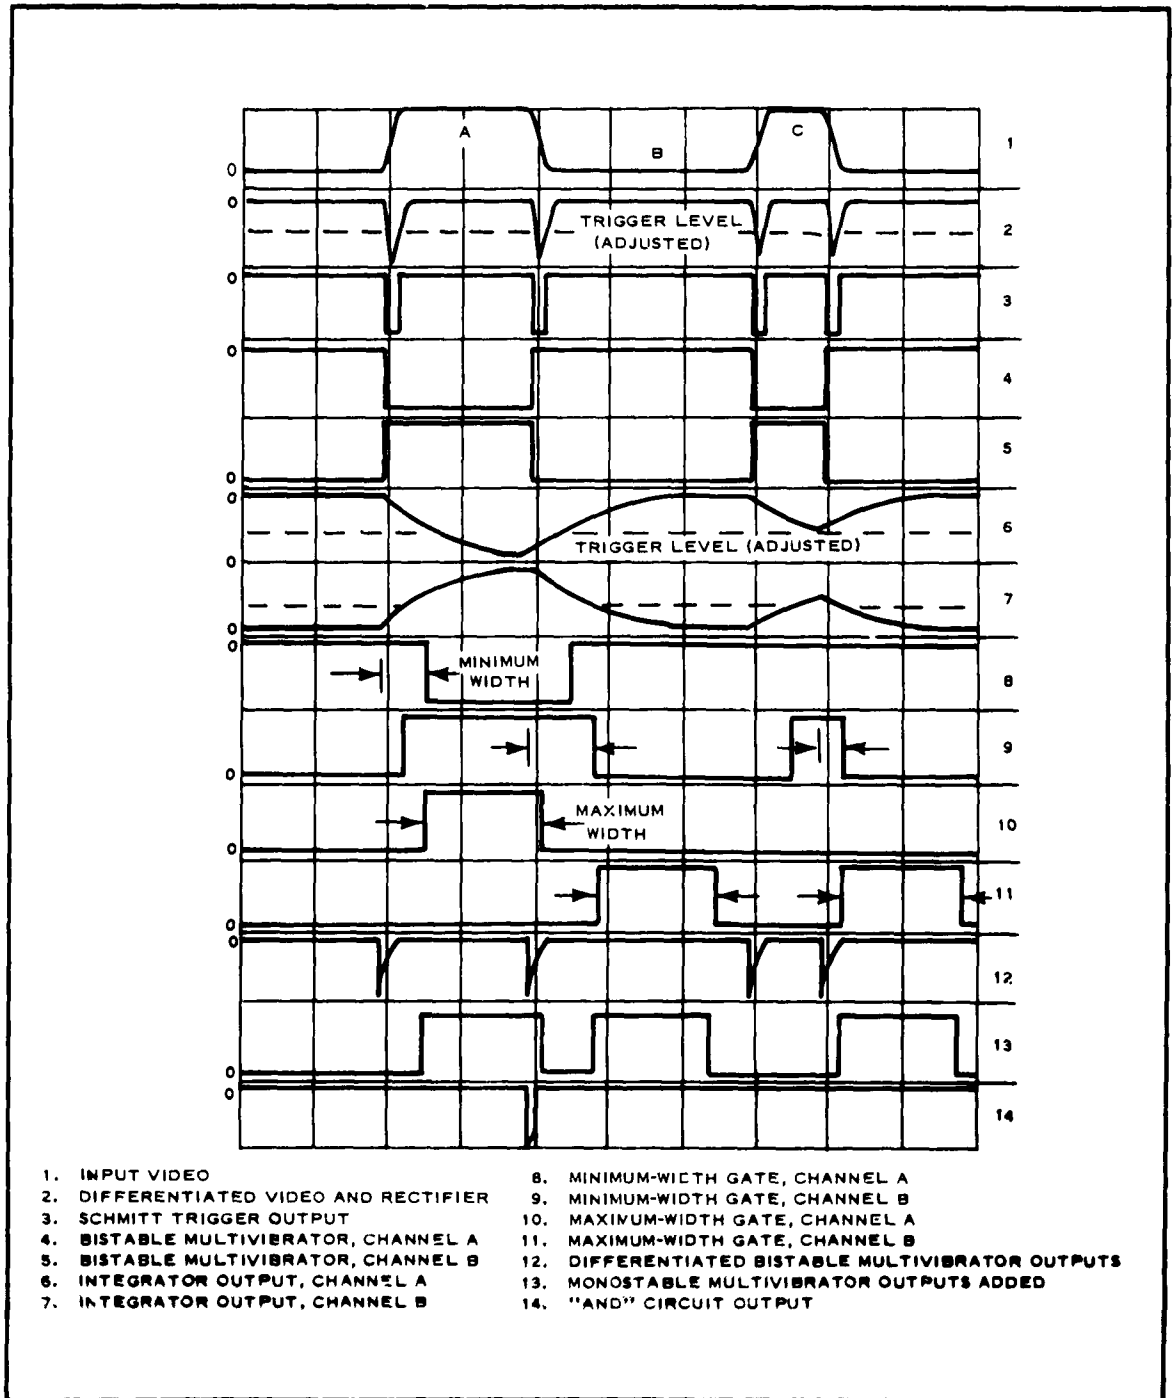 A
B
C
1
0
0
TRIGGER LEVEL
(ADJUSTED)
2
0
3
0
4
5
0
0
6
TRIGGER LEVEL (ADJUSTED)
0
7
0
0
MINIMUM
WIDTH
8
9
0
MAXIMUM
WIDTH
10
0
11
0
0
12
13
0
0
14
1. INPUT VIDEO
2. DIFFERENTIATED VIDEO AND RECTIFIER
3. SCHMITT TRIGGER OUTPUT
4. BISTABLE MULTIVIBRATOR, CHANNEL A
5. BISTABLE MULTIVIBRATOR, CHANNEL B
6. INTEGRATOR OUTPUT, CHANNEL A
7. INTEGRATOR OUTPUT, CHANNEL B
8. MINIMUM-WIDTH GATE, CHANNEL A
9. MINIMUM-WIDTH GATE, CHANNEL B
10. MAXIMUM-WIDTH GATE, CHANNEL A
11. MAXIMUM-WIDTH GATE, CHANNEL B
12. DIFFERENTIATED BISTABLE MULTIVIBRATOR OUTPUTS
13. MONOSTABLE MULTIVIBRATOR OUTPUTS ADDED
14. "AND" CIRCUIT OUTPUT